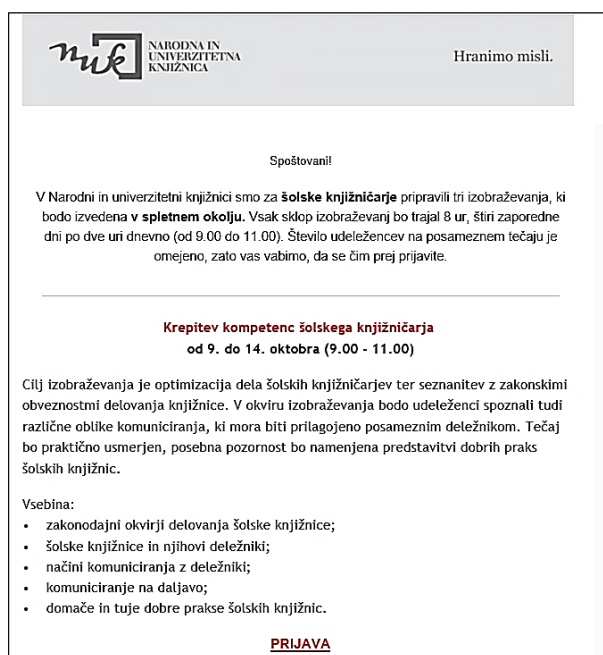 nuk NARODNA IN
UNIVERZITETNA
KNJIŽNICA
Hranimo misli.
Spoštovani!
V Narodni in univerzitetni knjižnici smo za šolske knjižničarje pripravili tri izobraževanja, ki
bodo izvedena v spletnem okolju. Vsak sklop izobraževanj bo trajal 8 ur, štiri zaporedne
dni po dve uri dnevno (od 9.00 do 11.00). Število udeležencev na posameznem tečaju je
omejeno, zato vas vabimo, da se čim prej prijavite.
Krepitev kompetenc šolskega knjižničarja
od 9. do 14. oktobra (9.00 - 11.00)
Cilj izobraževanja je optimizacija dela šolskih knjižničarjev ter seznanitev z zakonskimi
obveznostmi delovanja knjižnice. V okviru izobraževanja bodo udeleženci spoznali tudi
različne oblike komuniciranja, ki mora biti prilagojeno posameznim deležnikom. Tečaj
bo praktično usmerjen, posebna pozornost bo namenjena predstavitvi dobrih praks
šolskih knjižnic.
Vsebina:
• zakonodajni okvirji delovanja šolske knjižnice;
• šolske knjižnice in njihovi deležniki;
• načini komuniciranja z deležniki;
• komuniciranje na daljavo;
• domače in tuje dobre prakse šolskih knjižnic.
PRIJAVA